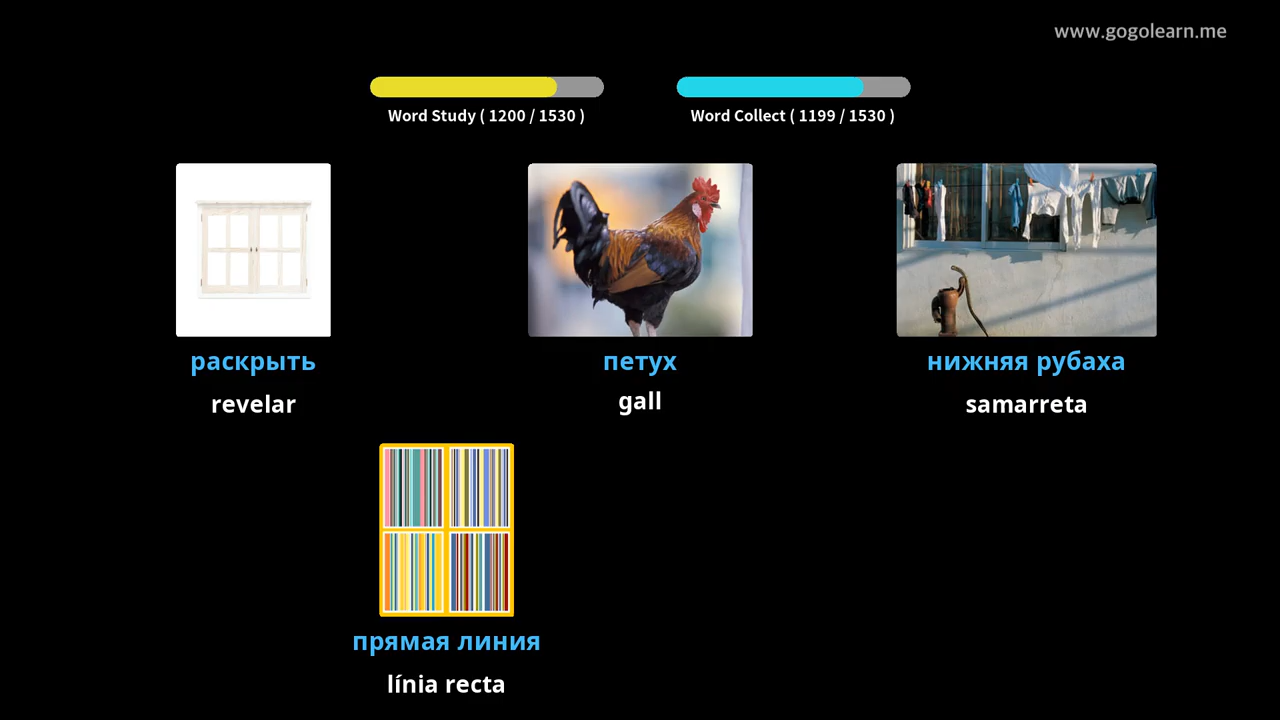 www.gogolearn.me
Word Study ( 1200 / 1530 )
Word Collect ( 1199 / 1530 )
раскрыть
петух
нижняя рубаха
revelar
gall
samarreta
прямая линия
línia recta